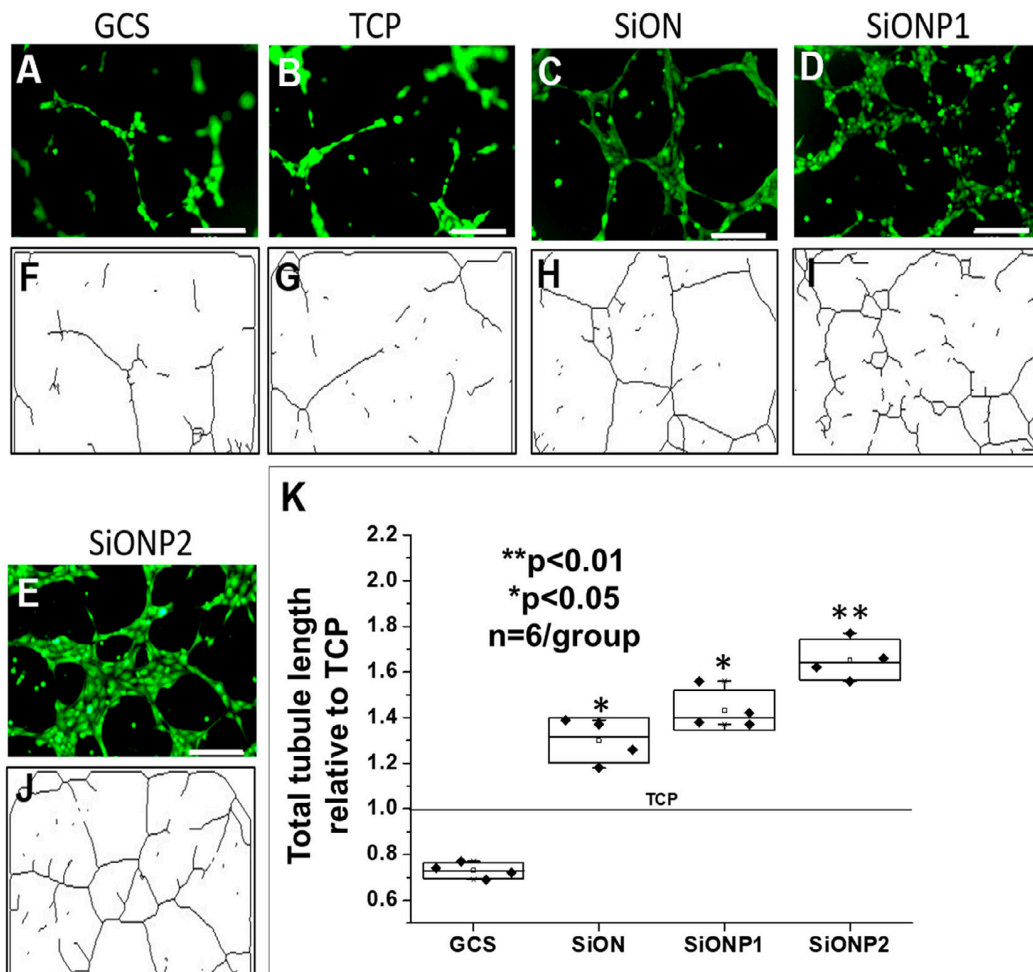 GCS TCP SiON SiONP1
A B C D
F G H I
SiONP2
E
J
K
Total tubule length
relative to TCP
2.2
2.0
1.8
1.6
1.4
1.2
1.0
0.8
0.6
**p<0.01
*p<0.05
n=6/group
*
*
**
TCP
GCS SiON SiONP1 SiONP2